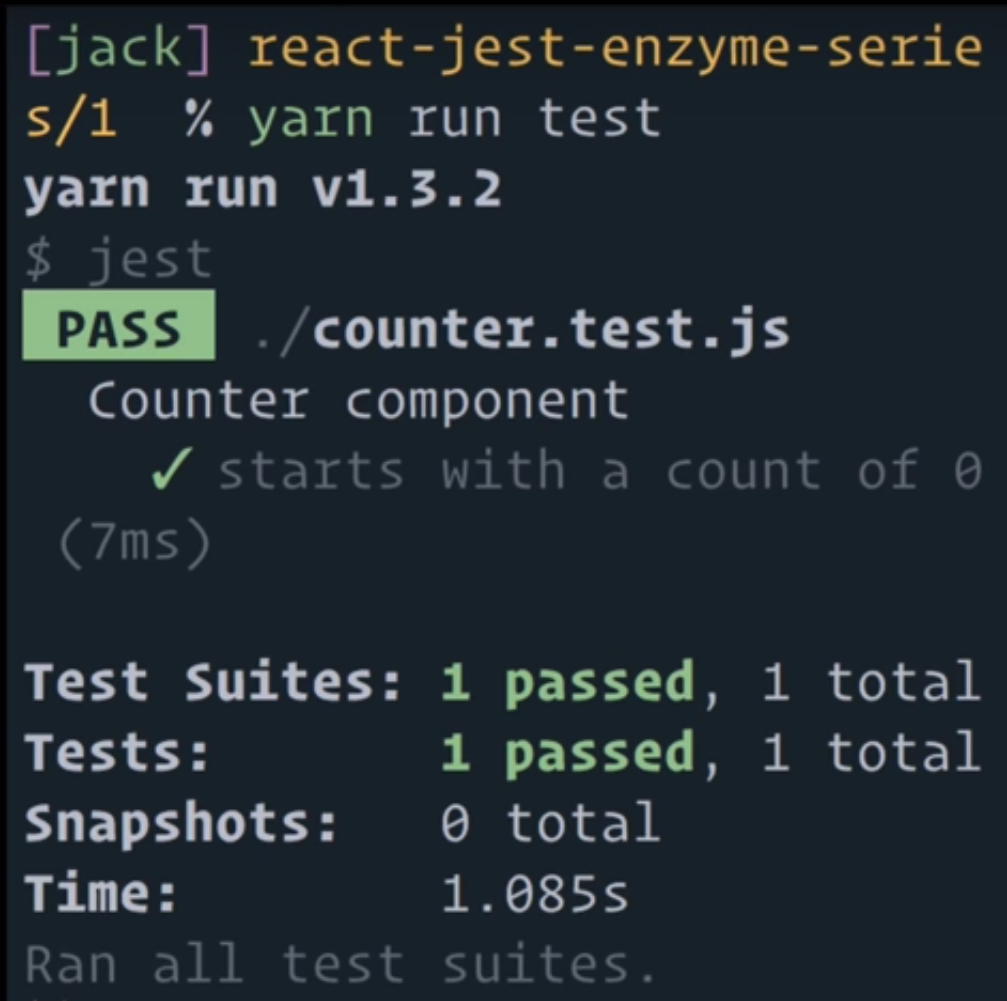 [jack] react-jest-enzyme-serie
s/1  % yarn run test
yarn run v1.3.2
$ jest
PASS ./counter.test.js
Counter component
✓ starts with a count of 0
(7ms)
Test Suites: 1 passed, 1 total
Tests: 1 passed, 1 total
Snapshots: 0 total
Time: 1.085s
Ran all test suites.